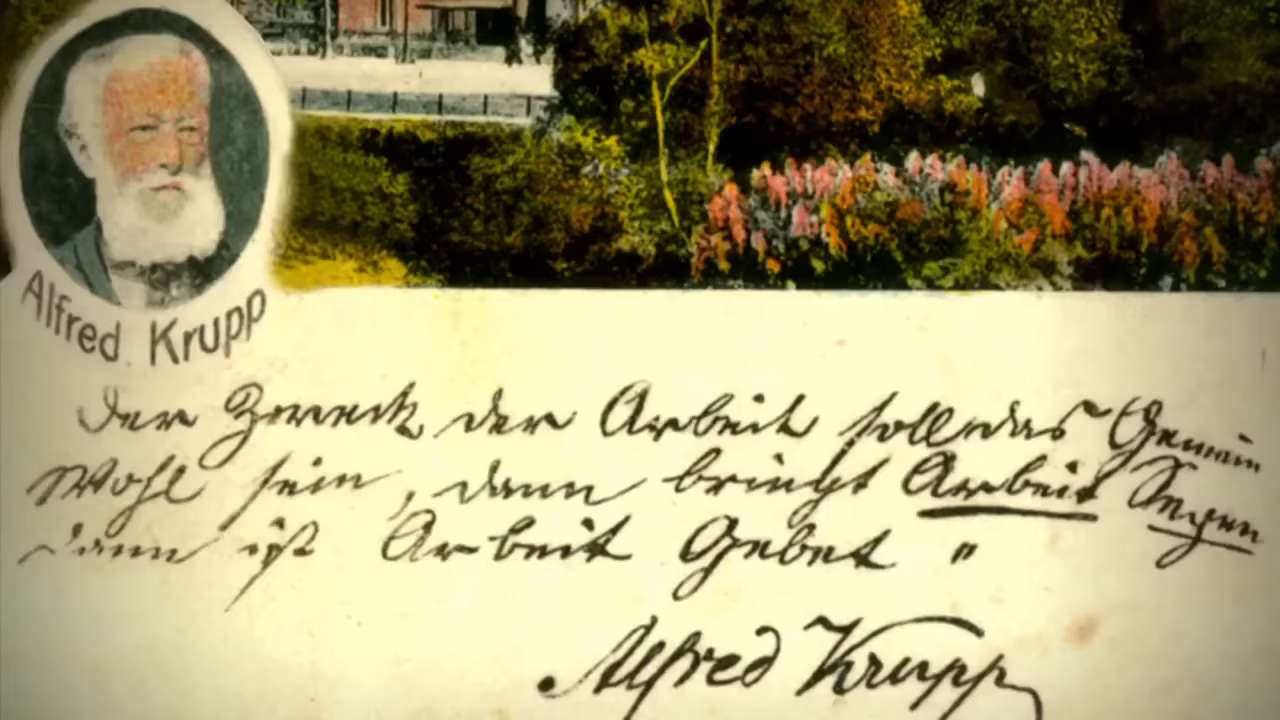 Alfred Krupp
Der Zweck der Arbeit soll das Gemein
Wohl sein, dann bringt Arbeit Segen
dann ist Arbeit Gebet "
Alfred Krupp